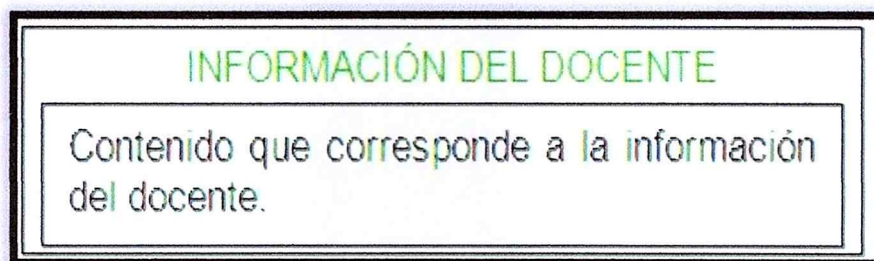 INFORMACIÓN DEL DOCENTE
Contenido que corresponde a la información
del docente.